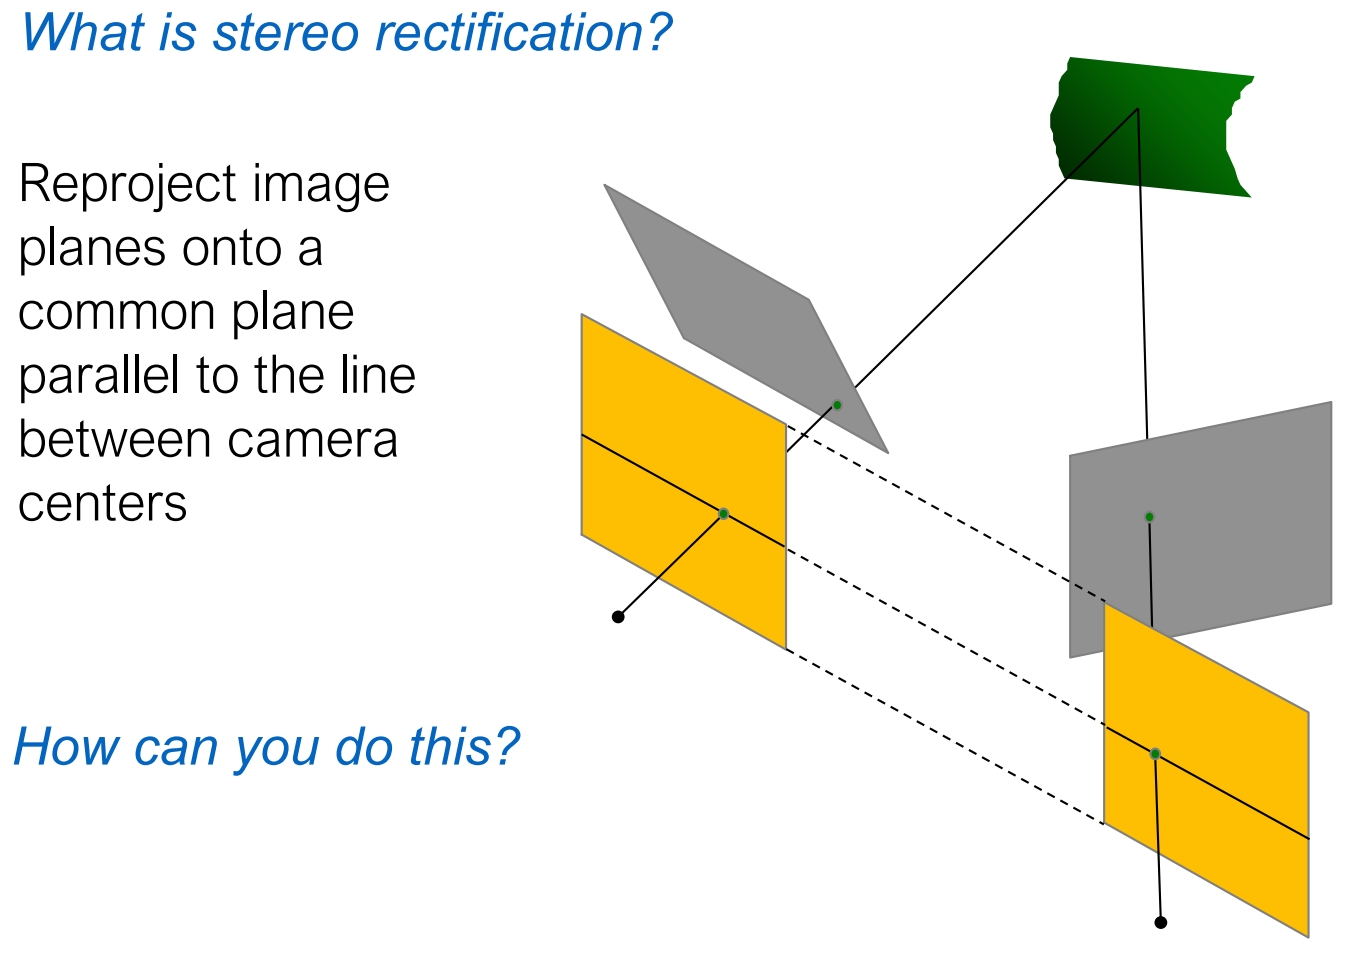 What is stereo rectification?
Reproject image
planes onto a
common plane
parallel to the line
between camera
centers
How can you do this?